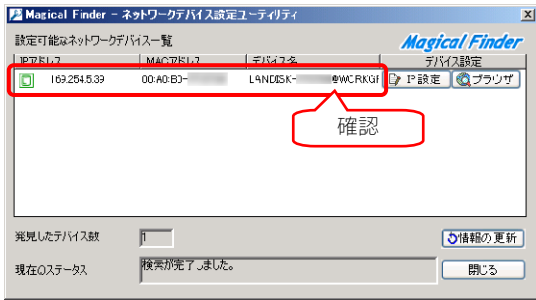 Magical Finder - ネットワークデバイス設定ユーティリティ
設定可能なネットワークデバイス一覧
Magical Finder
IPアドレス MACアドレス デバイス名 デバイス設定
169.254.5.39 00:A0:B0- LANDISK- @WORKGR IP設定 ブラウザ
確認
発見したデバイス数 1 情報の更新
現在のステータス 検索が完了しました。 閉じる